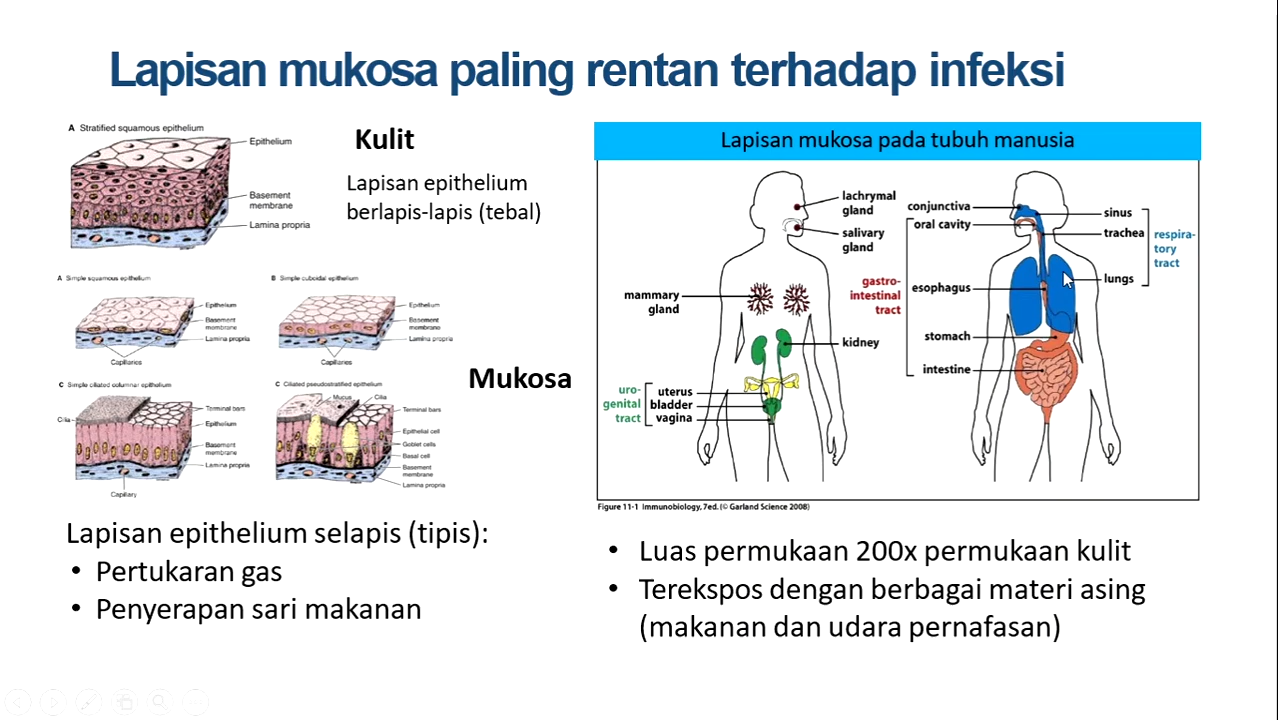 Lapisan mukosa paling rentan terhadap infeksi
A Stratified squamous epithelium
Epithelium
Basement
membrane
Lamina propria
Kulit
Lapisan epithelium
berlapis-lapis (tebal)
A Simple squamous epithelium
Epithelium
Basement
membrane
Lamina propria
Capillaries
B Simple cuboidal epithelium
Epithelium
Basement
membrane
Lamina propria
Capillaries
C Simple ciliated columnar epithelium
Cilia
Terminal bars
Epithelium
Basement
membrane
Lamina propria
Capillary
C Ciliated pseudostratified epithelium
Mucus
Cilia
Terminal bars
Epithelial cell
Goblet cells
Basal cell
Basement
membrane
Lamina propria
Mukosa
Lapisan epithelium selapis (tipis):
• Pertukaran gas
• Penyerapan sari makanan
Lapisan mukosa pada tubuh manusia
lachrymal
gland
salivary
gland
mammary
gland
kidney
uro-
genital
tract
uterus
bladder
vagina
conjunctiva
oral cavity
gastro-
intestinal
tract
esophagus
stomach
intestine
sinus
trachea
lungs
respira-
tory
tract
Figure 11-1 Immunobiology, 7ed. (© Garland Science 2008)
• Luas permukaan 200x permukaan kulit
• Terekspos dengan berbagai materi asing
(makanan dan udara pernafasan)